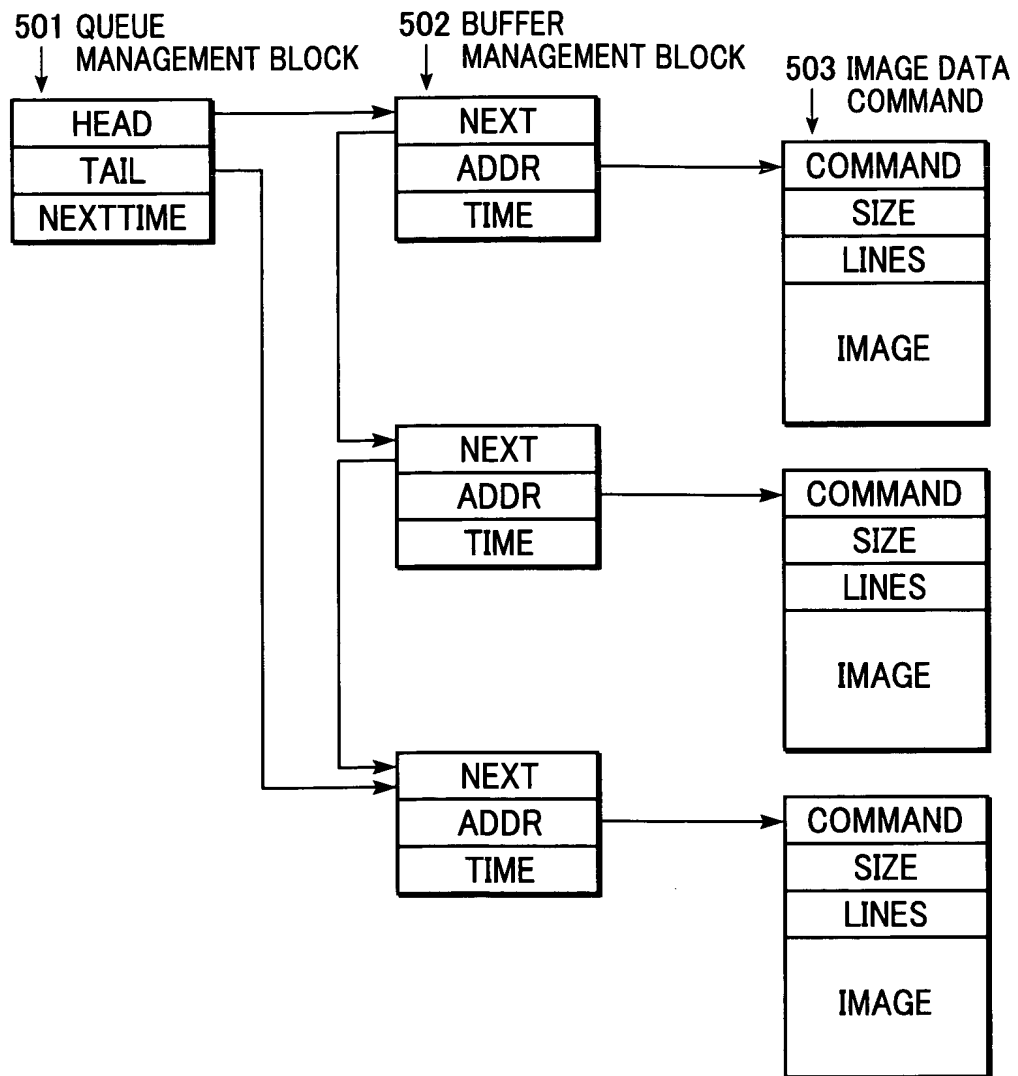 501 QUEUE
MANAGEMENT BLOCK
HEAD
TAIL
NEXTTIME
502 BUFFER
MANAGEMENT BLOCK
NEXT
ADDR
TIME
NEXT
ADDR
TIME
NEXT
ADDR
TIME
503 IMAGE DATA
COMMAND
COMMAND
SIZE
LINES
IMAGE
COMMAND
SIZE
LINES
IMAGE
COMMAND
SIZE
LINES
IMAGE